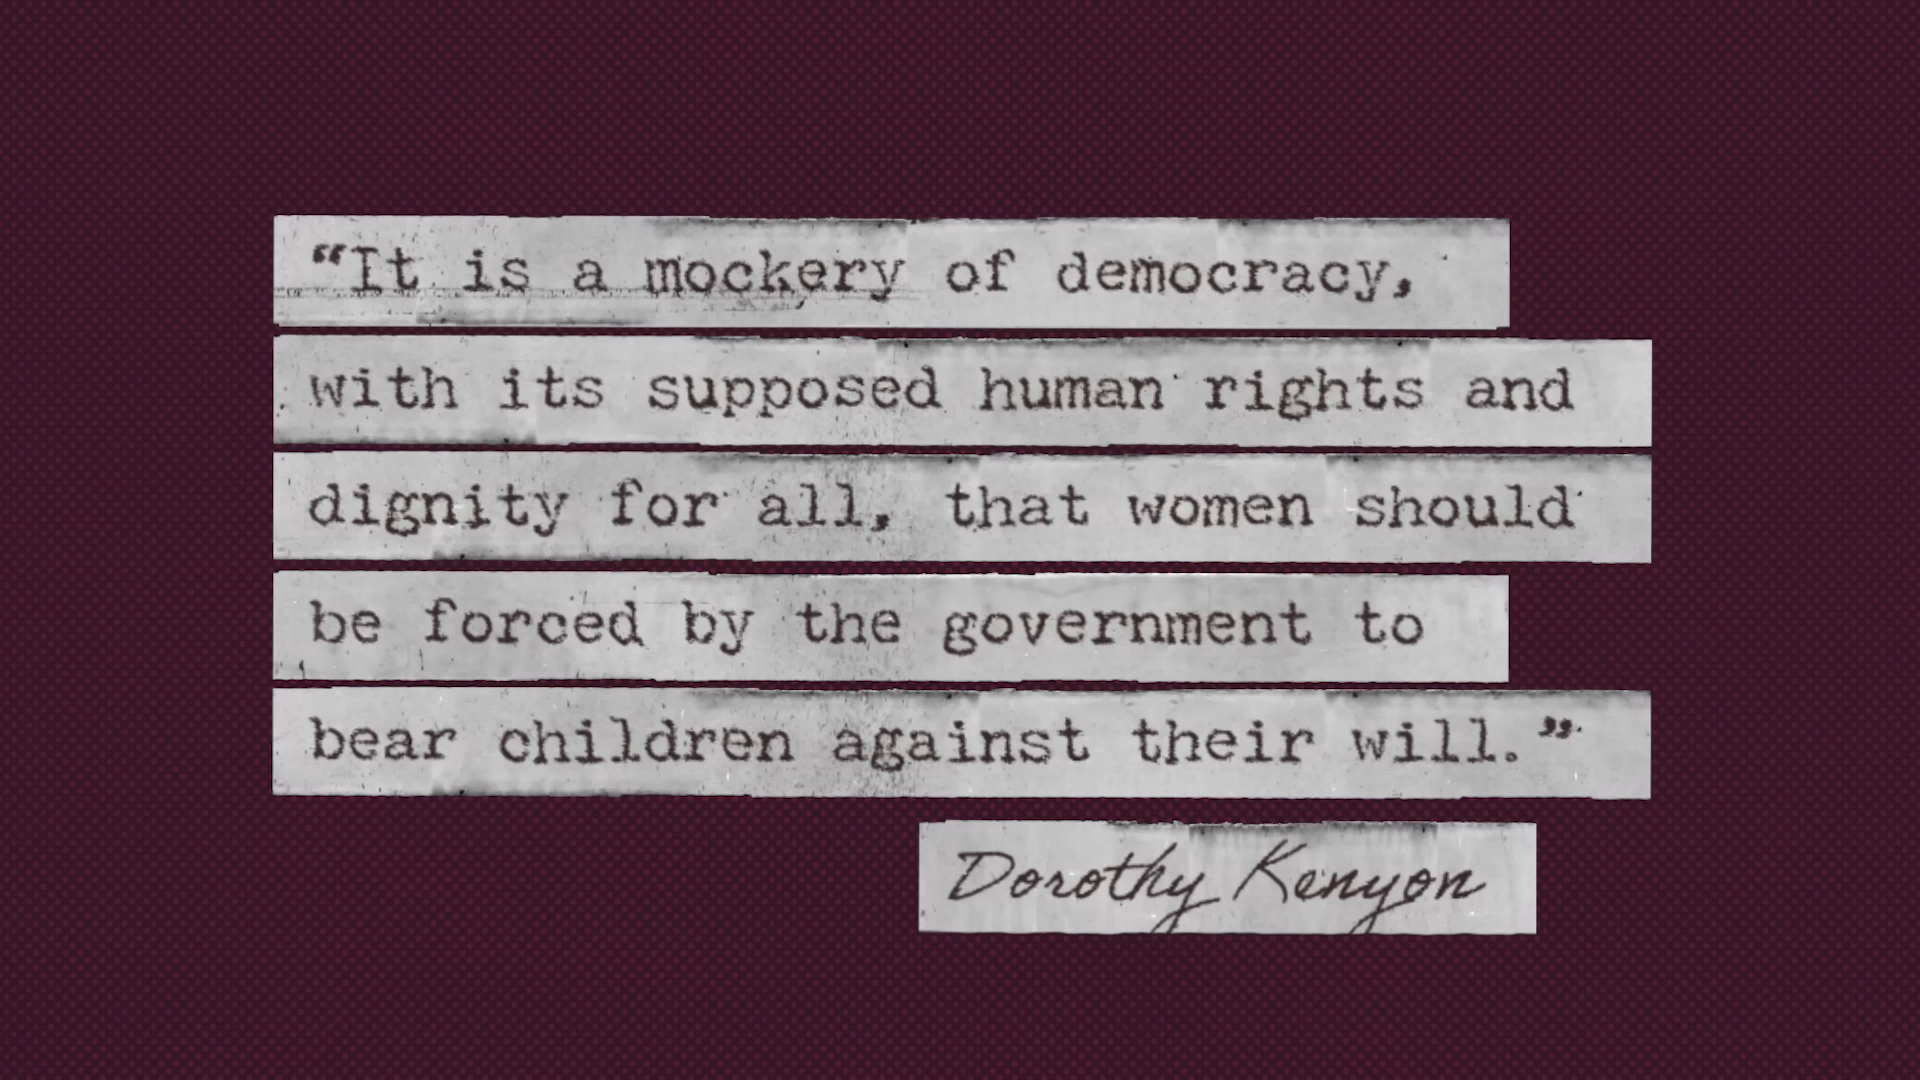 “It is a mockery of democracy,
with its supposed human rights and
dignity for all, that women should
be forced by the government to
bear children against their will.”
Dorothy Kenyon